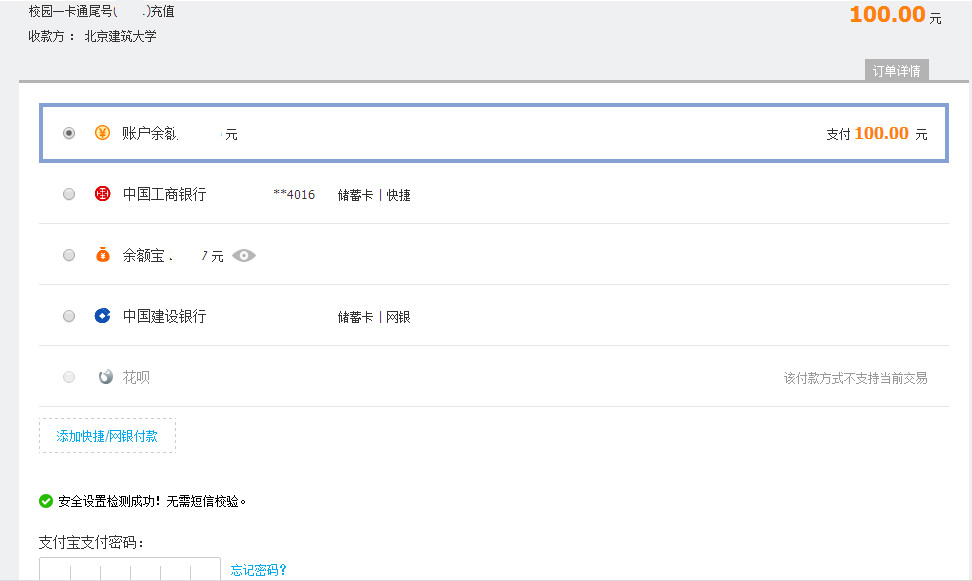 校园一卡通尾号( .)充值
100.00 元
收款方： 北京建筑大学
订单详情
账户余额 元 支付 100.00 元
中国工商银行 **4016 储蓄卡 | 快捷
余额宝 7 元
中国建设银行 储蓄卡 | 网银
花呗 该付款方式不支持当前交易
添加快捷/网银付款
安全设置检测成功！无需短信校验。
支付宝支付密码：
忘记密码?